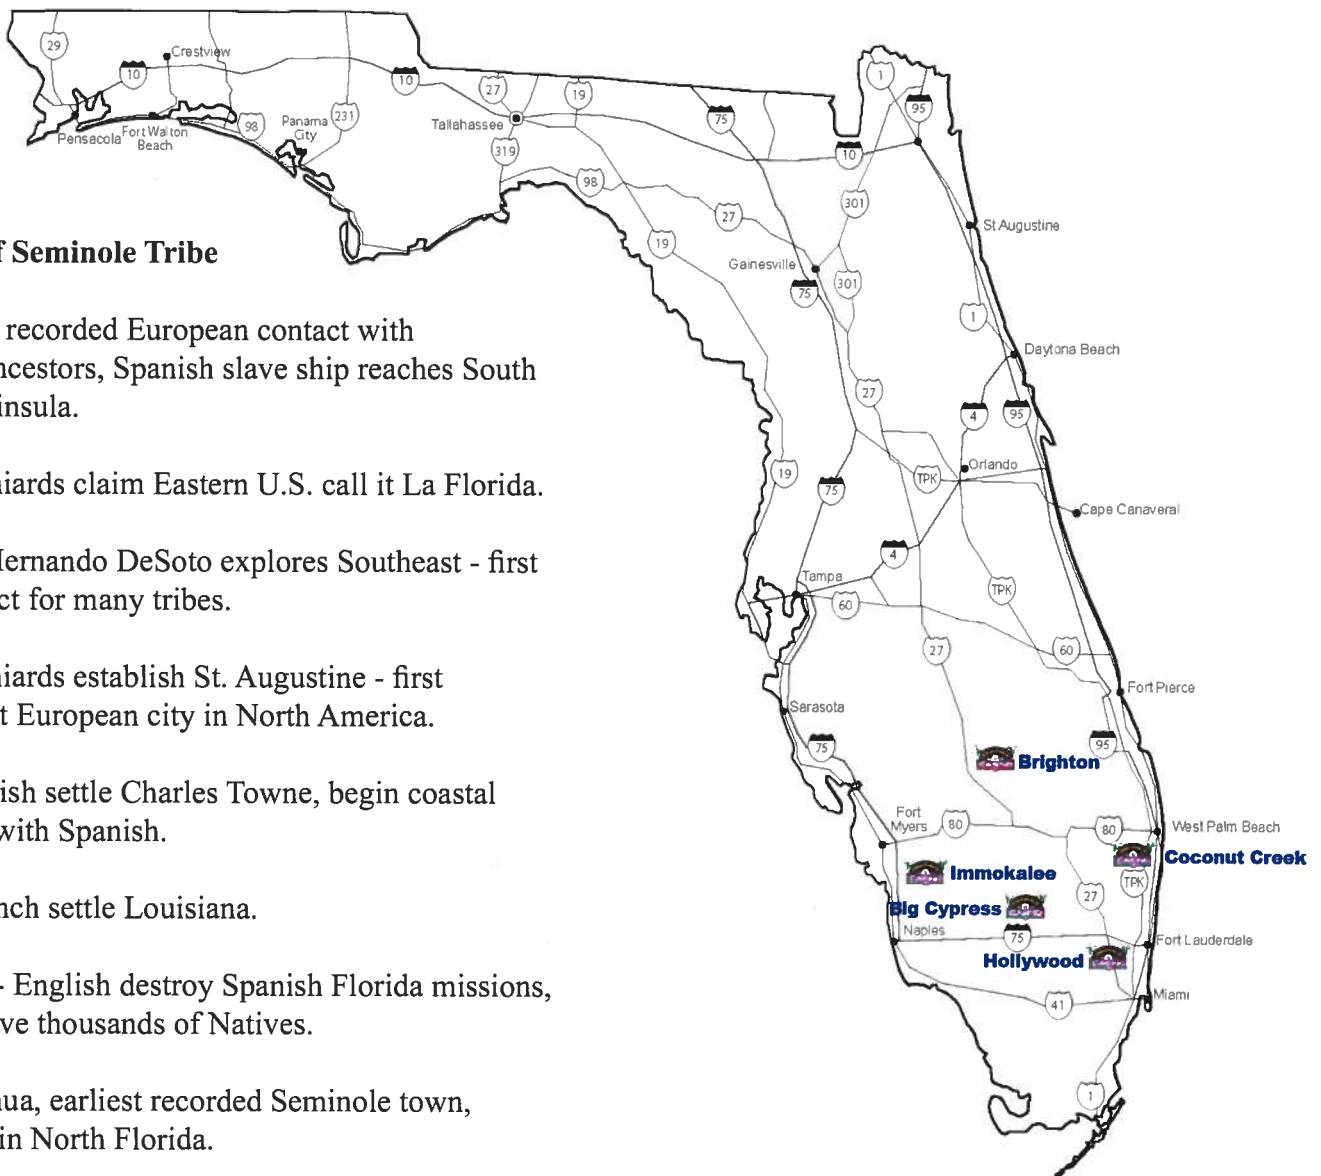 f Seminole Tribe
recorded European contact with
ncestors, Spanish slave ship reaches South
insula.
iards claim Eastern U.S. call it La Florida.
Hernando DeSoto explores Southeast - first
ct for many tribes.
iards establish St. Augustine - first
t European city in North America.
ish settle Charles Towne, begin coastal
with Spanish.
nch settle Louisiana.
- English destroy Spanish Florida missions,
ve thousands of Natives.
hua, earliest recorded Seminole town,
in North Florida.
29
Crestview
10
10
27
19
75
1
95
Pensacola
Fort Walton
Beach
98
Panama
City
231
Tallahassee
319
10
98
27
301
19
St Augustine
Gainesville
75
301
1
Daytona Beach
27
4
95
19
75
TPK
Orlando
Cape Canaveral
4
Tampa
60
TPK
27
60
Fort Pierce
Sarasota
75
95
Brighton
Fort
Myers
80
80
West Palm Beach
Coconut Creek
Immokalee
TPK
27
Big Cypress
Naples
75
Fort Lauderdale
Hollywood
41
Miami
1